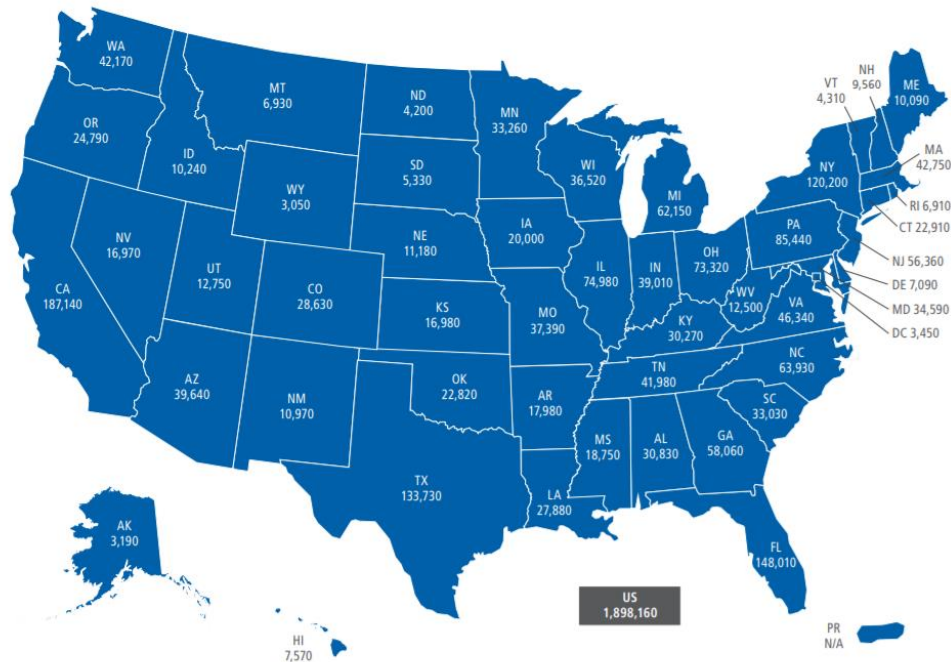 WA
42,170
MT
6,930
ND
4,200
MN
33,260
VT
4,310
NH
9,560
ME
10,090
OR
24,790
ID
10,240
SD
5,330
WI
36,520
MI
62,150
NY
120,200
MA
42,750
RI 6,910
CT 22,910
WY
3,050
IA
20,000
PA
85,440
NJ 56,360
NV
16,970
NE
11,180
OH
73,320
DE 7,090
UT
12,750
CO
28,630
IL
74,980
IN
39,010
WV
12,500
VA
46,340
MD 34,590
DC 3,450
CA
187,140
KS
16,980
MO
37,390
KY
30,270
NC
63,930
AZ
39,640
NM
10,970
OK
22,820
AR
17,980
TN
41,980
SC
33,030
MS
18,750
AL
30,830
GA
58,060
TX
133,730
LA
27,880
AK
3,190
FL
148,010
US
1,898,160
PR
N/A
HI
7,570